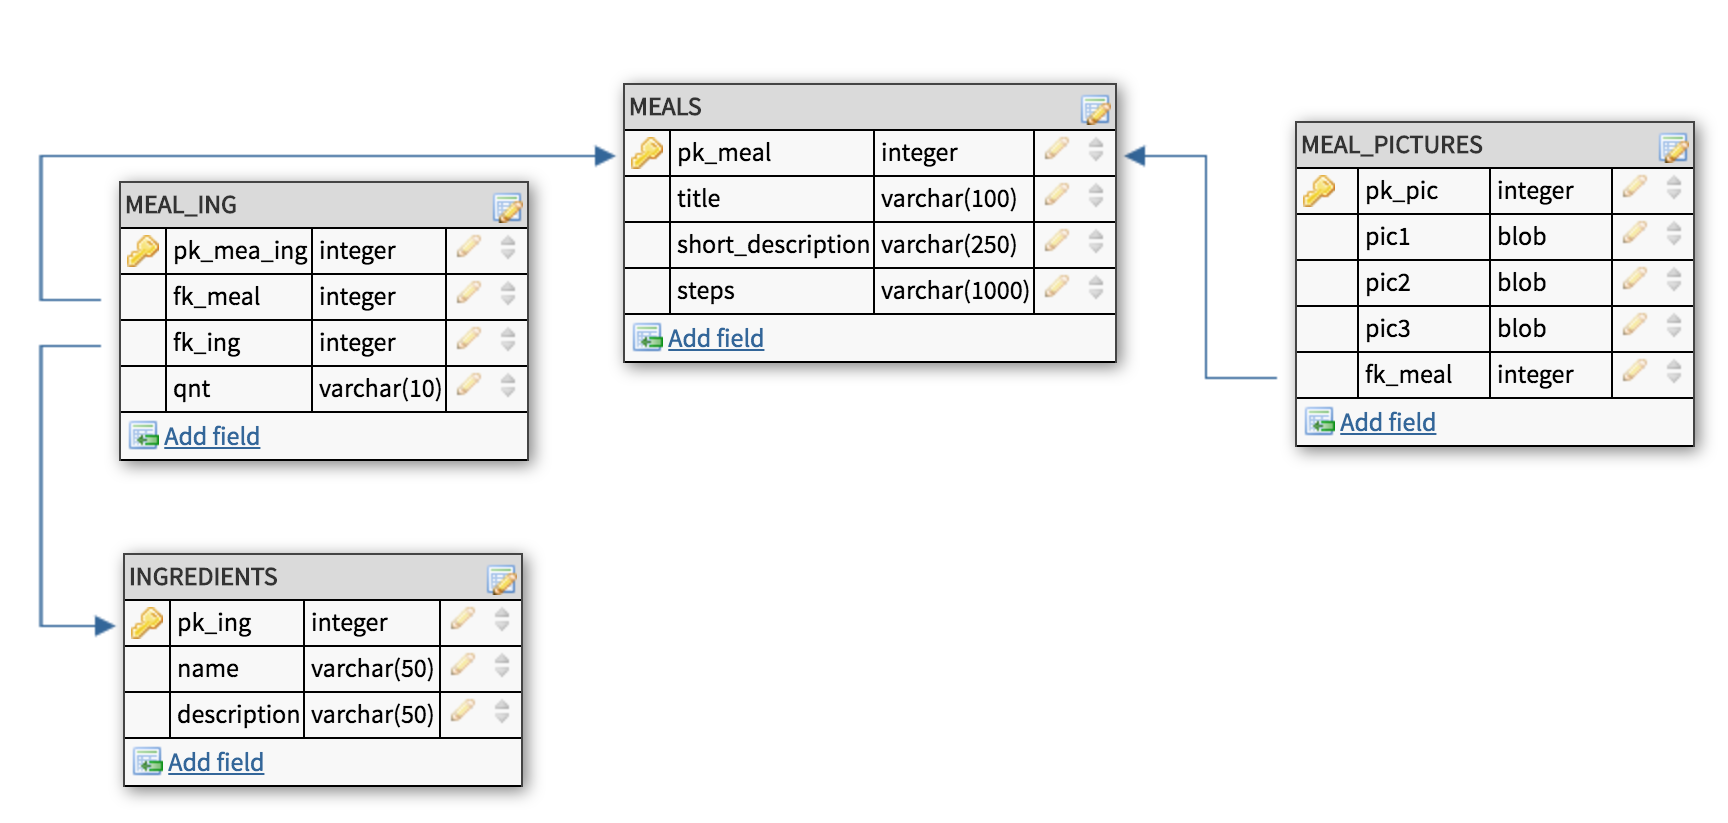 MEALS
pk_meal integer
title varchar(100)
short_description varchar(250)
steps varchar(1000)
Add field
MEAL_PICTURES
pk_pic integer
pic1 blob
pic2 blob
pic3 blob
fk_meal integer
Add field
MEAL_ING
pk_mea_ing integer
fk_meal integer
fk_ing integer
qnt varchar(10)
Add field
INGREDIENTS
pk_ing integer
name varchar(50)
description varchar(50)
Add field